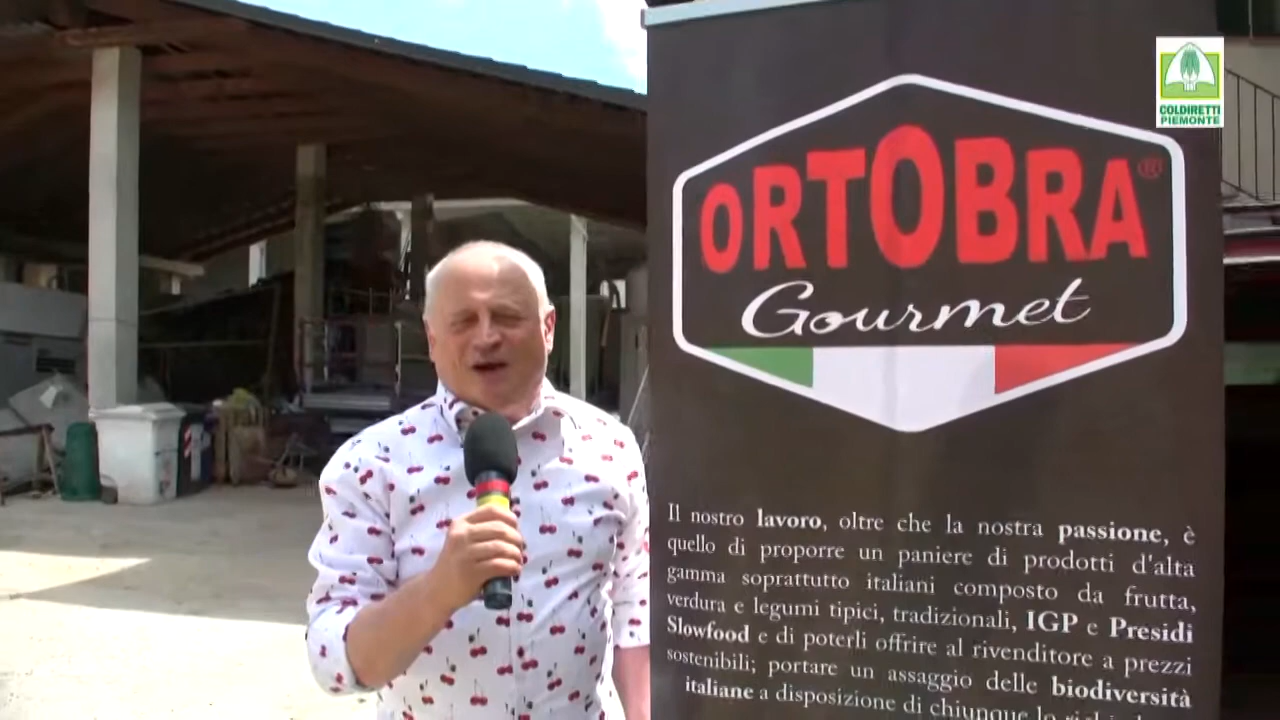 COLDIRETTI
PIEMONTE
ORTOBRA®
Gourmet
Il nostro lavoro, oltre che la nostra passione, è
quello di proporre un paniere di prodotti d'alta
gamma soprattutto italiani composto da frutta,
verdura e legumi tipici, tradizionali, IGP e Presidi
Slowfood e di poterli offrire al rivenditore a prezzi
sostenibili; portare un assaggio delle biodiversità
italiane a disposizione di chiunque lo